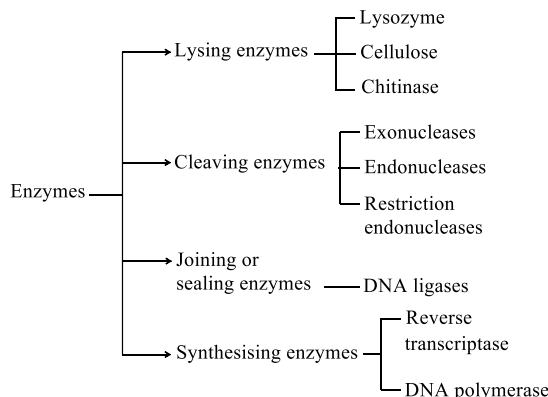 Lysozyme
Lysing enzymes
Cellulose
Chitinase
Exonucleases
Cleaving enzymes
Endonucleases
Enzymes
Restriction
endonucleases
Joining or
sealing enzymes
DNA ligases
Reverse
transcriptase
Synthesising enzymes
DNA polymerase